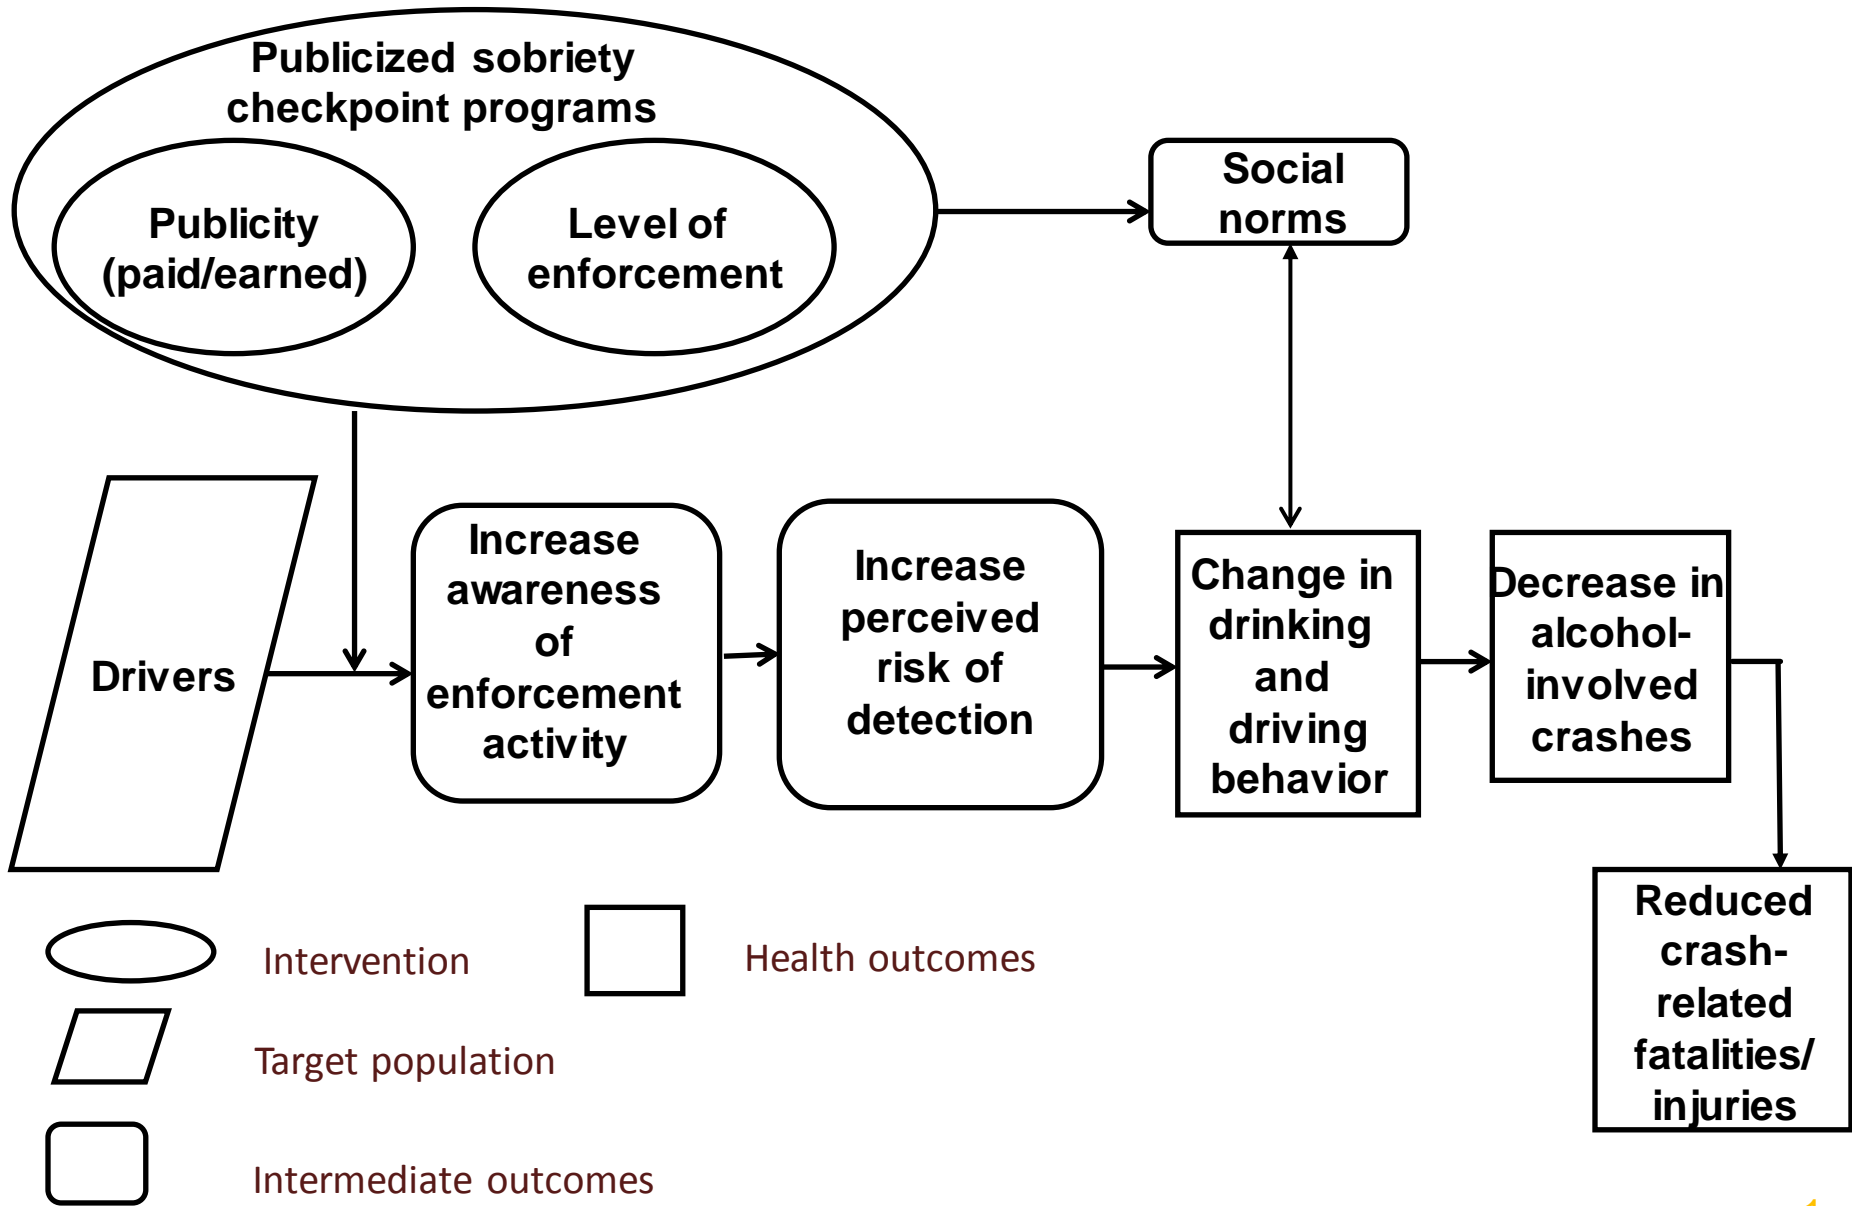 Publicized sobriety
checkpoint programs
Publicity
(paid/earned)
Level of
enforcement
Social
norms
Drivers
Increase
awareness
of
enforcement
activity
Increase
perceived
risk of
detection
Change in
drinking
and
driving
behavior
Decrease in
alcohol-
involved
crashes
Reduced
crash-
related
fatalities/
injuries
Intervention
Health outcomes
Target population
Intermediate outcomes